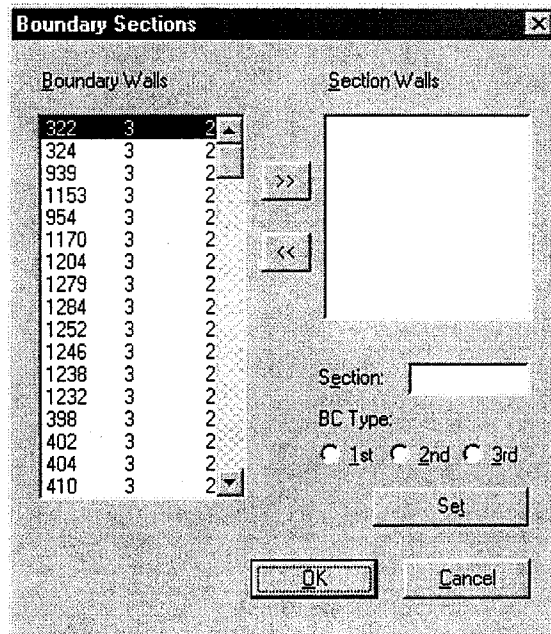 Boundary Sections
Boundary Walls
Section Walls
322 3 2
324 3 2
939 3 2
1153 3 2
954 3 2
1170 3 2
1204 3 2
1279 3 2
1284 3 2
1252 3 2
1246 3 2
1238 3 2
1232 3 2
398 3 2
402 3 2
404 3 2
410 3 2
>>
<<
Section:
BC Type:
1st 2nd 3rd
Set
OK Cancel